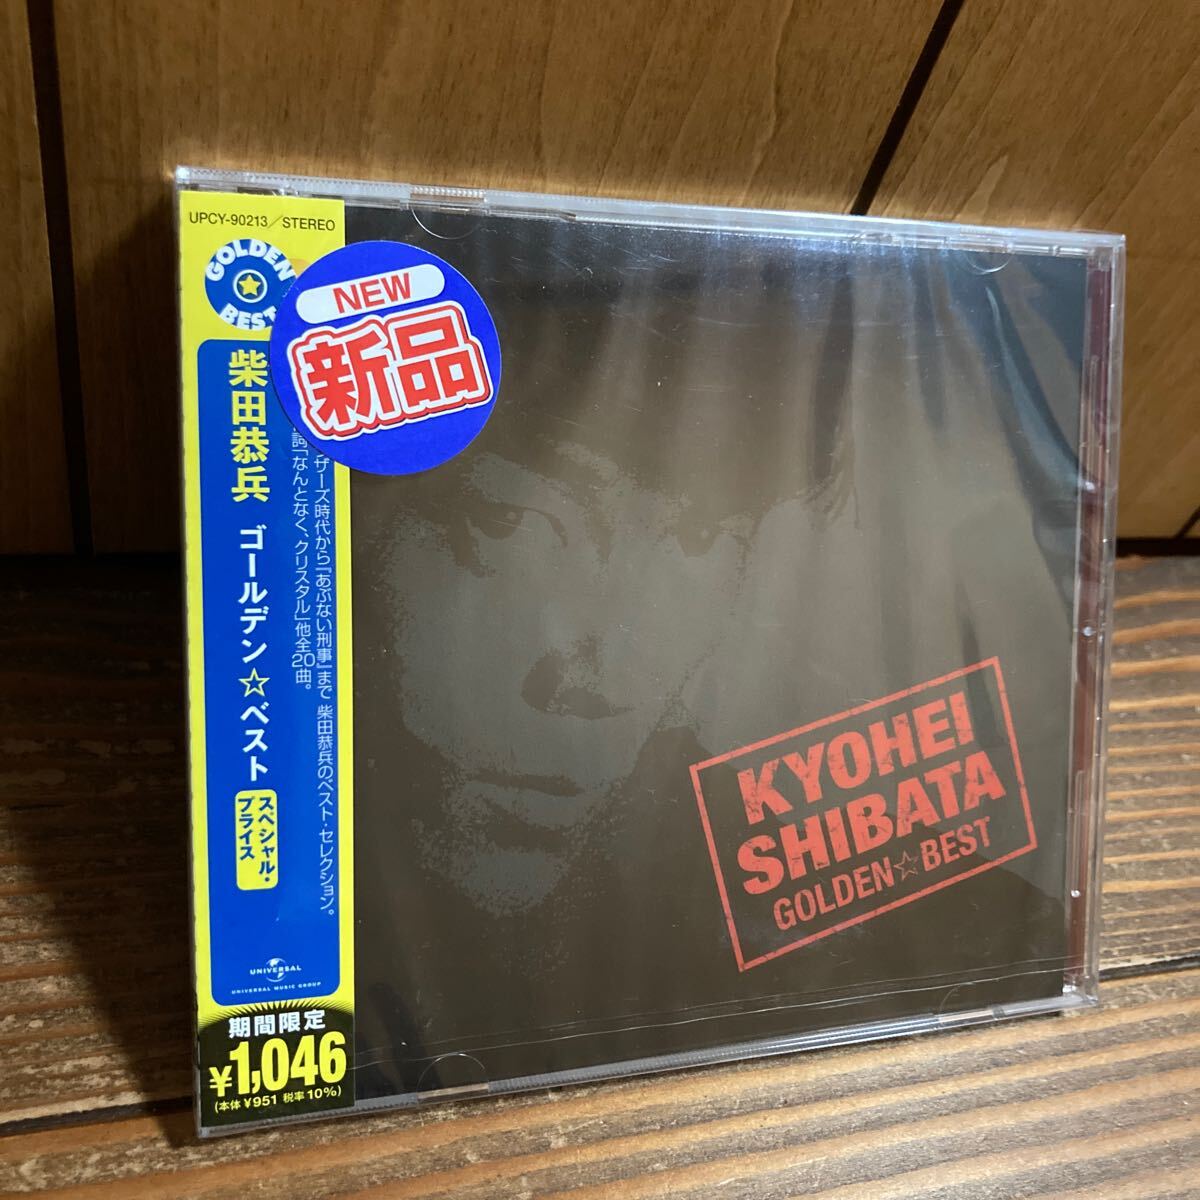 UPCY-90213／STEREO
GOLDEN
BEST
NEW
新品
柴田恭兵 ゴールデン☆ベスト
スペシャル・
プライス
ザーズ時代から「あぶない刑事」まで 柴田恭兵のベスト・セレクション。
詞「なんとなく、クリスタル」他全20曲。
UNIVERSAL
UNIVERSAL MUSIC GROUP
期間限定
¥1,046
(本体¥951 税率10%)
KYOHEI
SHIBATA
GOLDEN☆BEST